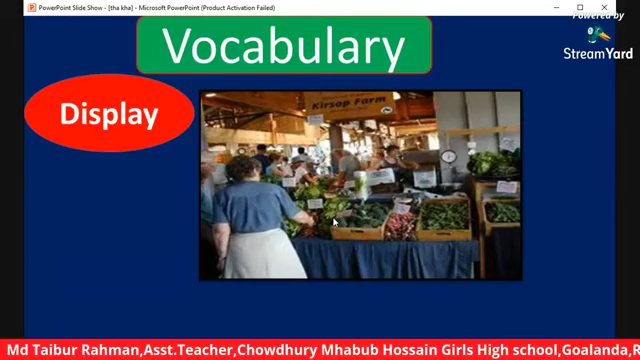 PowerPoint Slide Show - [tha kha] - Microsoft PowerPoint (Product Activation Failed)
Powered by
StreamYard
Vocabulary
Display
Kirsop Farm
Md Taibur Rahman,Asst.Teacher,Chowdhury Mhabub Hossain Girls High school,Goalanda,R